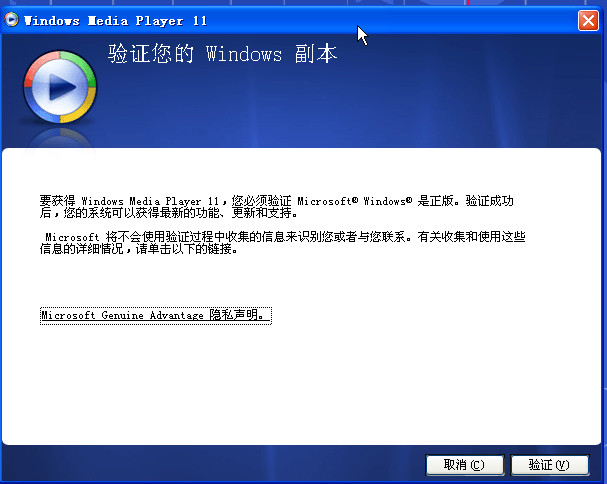 Windows Media Player 11
验证您的 Windows 副本
要获得 Windows Media Player 11，您必须验证 Microsoft® Windows® 是正版。验证成功
后，您的系统可以获得最新的功能、更新和支持。
Microsoft 将不会使用验证过程中收集的信息来识别您或者与您联系。有关收集和使用这些
信息的详细情况，请单击以下的链接。
Microsoft Genuine Advantage 隐私声明。
取消(C) 验证(V)